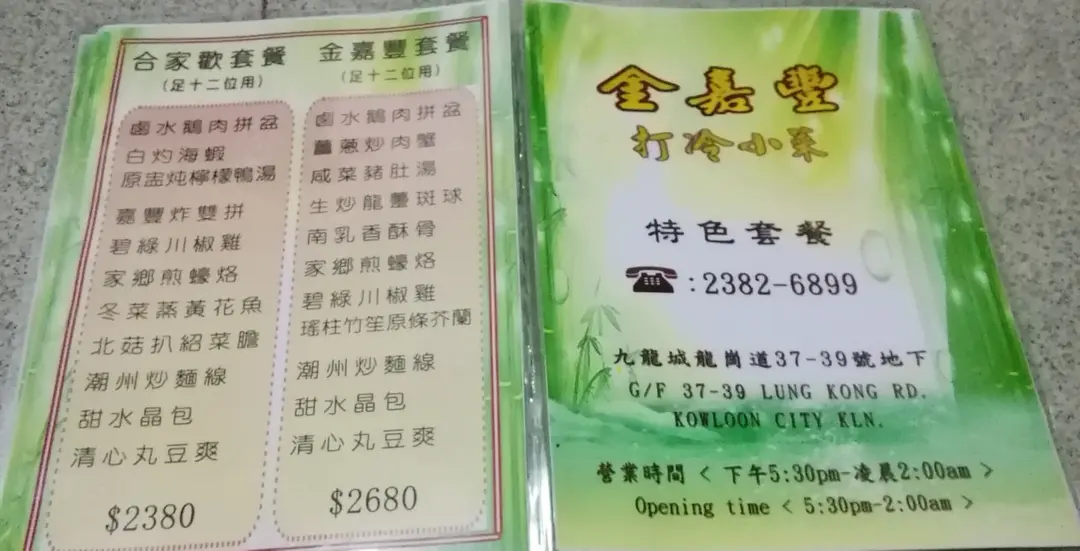 合家歡套餐
(足十二位用)
鹵水鵝肉拼盆
白灼海蝦
原盅炖檸檬鴨湯
嘉豐炸雙拼
碧綠川椒雞
家鄉煎蠔烙
冬菜蒸黃花魚
北菇扒紹菜膽
潮州炒麵線
甜水晶包
清心丸豆爽
$2380
金嘉豐套餐
(足十二位用)
鹵水鵝肉拼盆
薑蔥炒肉蟹
咸菜豬肚湯
生炒龍躉斑球
南乳香酥骨
家鄉煎蠔烙
碧綠川椒雞
瑤柱竹笙原條芥蘭
潮州炒麵線
甜水晶包
清心丸豆爽
$2680
金嘉豐
打冷小菜
特色套餐
☎:2382-6899
九龍城龍崗道37-39號地下
G/F 37-39 LUNG KONG RD.
KOWLOON CITY KLN.
營業時間 < 下午5:30pm-凌晨2:00am >
Opening time < 5:30pm-2:00am >